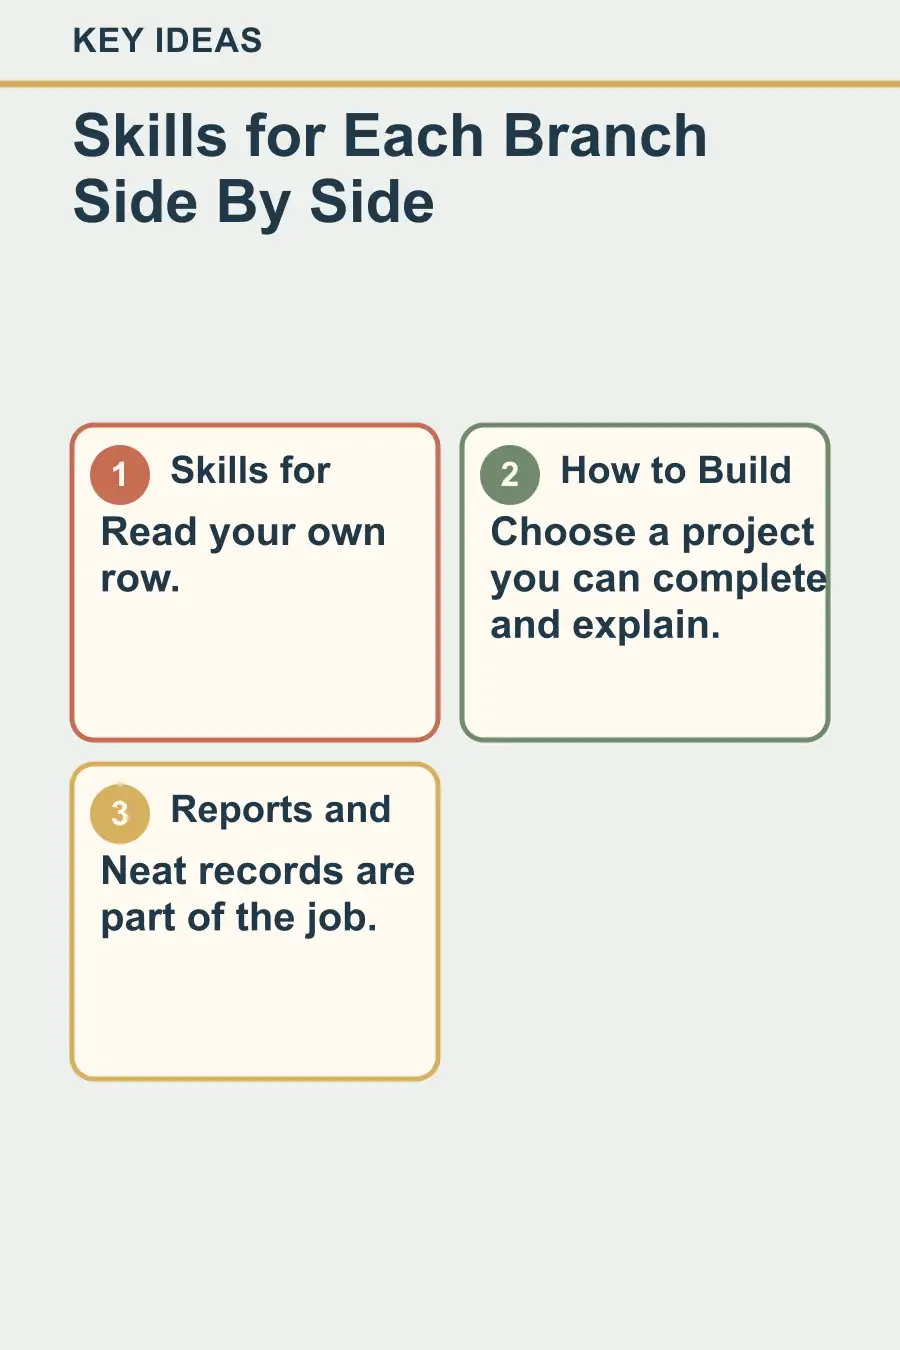 KEY IDEAS
Skills for Each Branch
Side By Side
1 Skills for
Read your own
row.
2 How to Build
Choose a project
you can complete
and explain.
3 Reports and
Neat records are
part of the job.